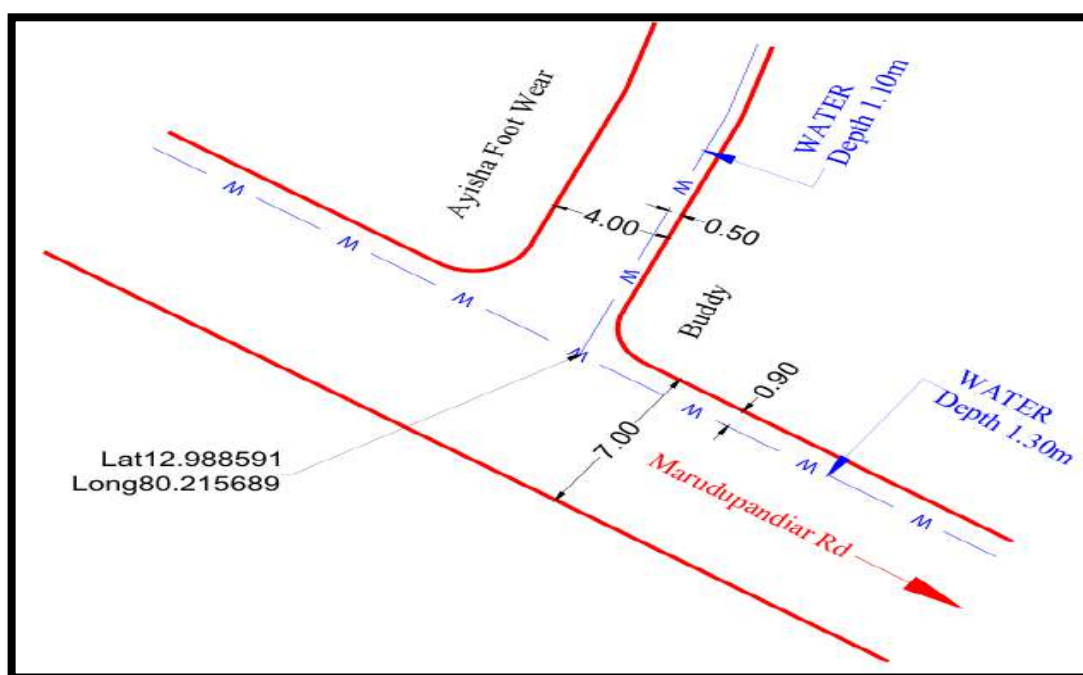 Ayisha Foot Wear
WATER
Depth 1.10m
W
W
W
W
W
4.00
0.50
W
Buddy
W
0.90
W
WATER
Depth 1.30m
7.00
W
Lat12.988591
Long80.215689
Marudupandiar Rd
W